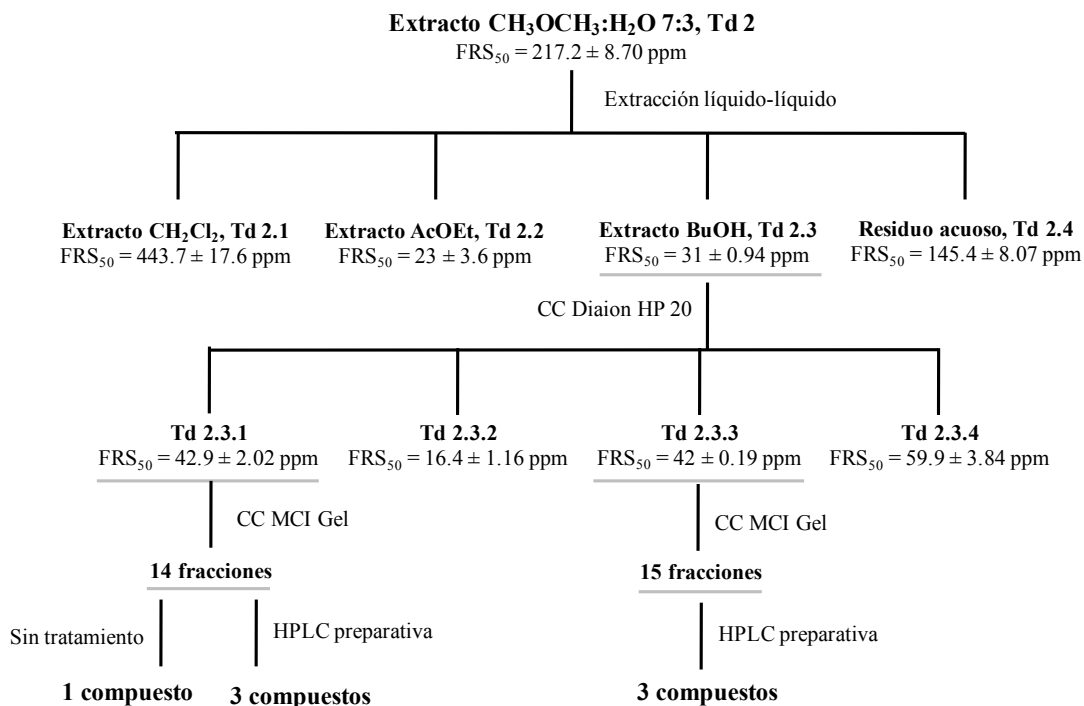 Extracto CH₃OCH₃:H₂O 7:3, Td 2
FRS₅₀ = 217.2 ± 8.70 ppm
Extracción líquido-líquido
Extracto CH₂Cl₂, Td 2.1
FRS₅₀ = 443.7 ± 17.6 ppm
Extracto AcOEt, Td 2.2
FRS₅₀ = 23 ± 3.6 ppm
Extracto BuOH, Td 2.3
FRS₅₀ = 31 ± 0.94 ppm
Residuo acuoso, Td 2.4
FRS₅₀ = 145.4 ± 8.07 ppm
CC Diaion HP 20
Td 2.3.1
FRS₅₀ = 42.9 ± 2.02 ppm
Td 2.3.2
FRS₅₀ = 16.4 ± 1.16 ppm
Td 2.3.3
FRS₅₀ = 42 ± 0.19 ppm
Td 2.3.4
FRS₅₀ = 59.9 ± 3.84 ppm
CC MCI Gel
CC MCI Gel
14 fracciones
15 fracciones
Sin tratamiento
HPLC preparativa
HPLC preparativa
1 compuesto
3 compuestos
3 compuestos